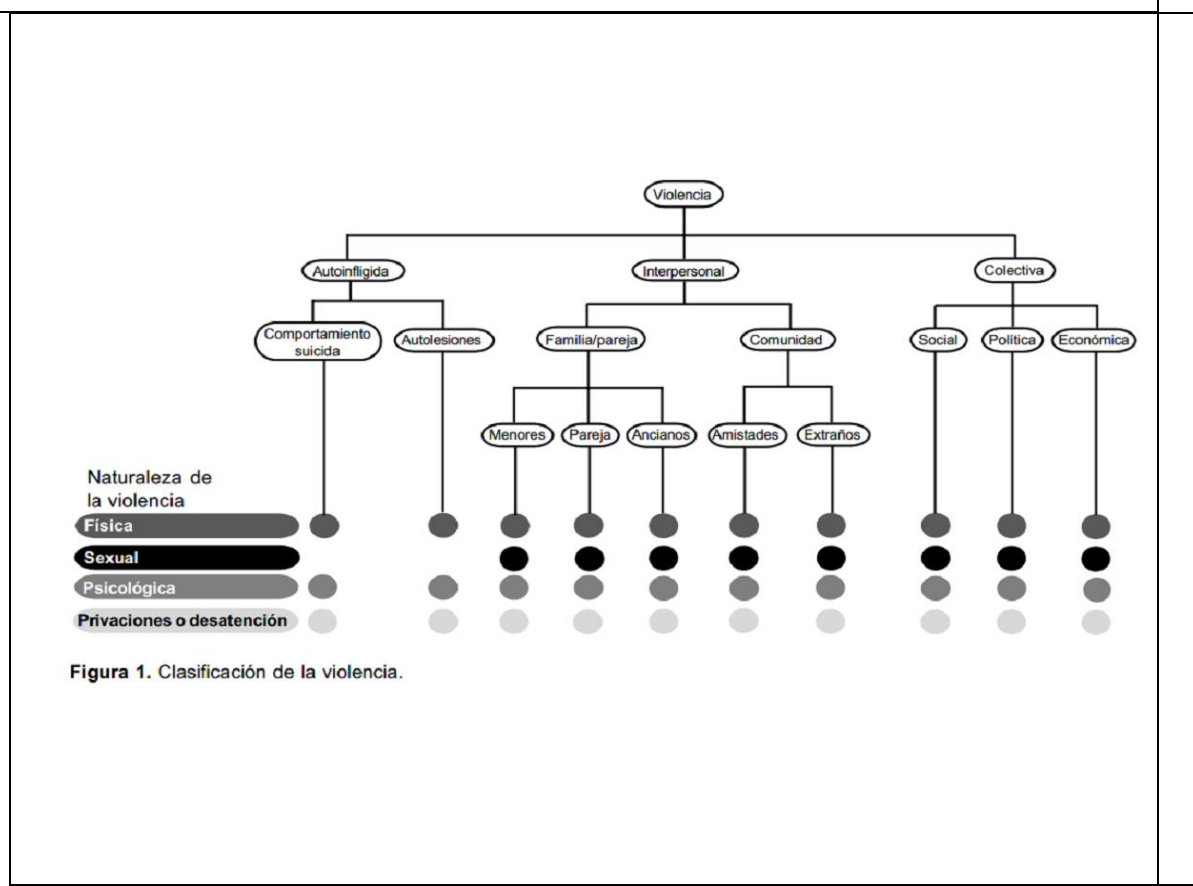 Violencia
Autoinfligida
Interpersonal
Colectiva
Comportamiento
suicida
Autolesiones
Familia/pareja
Comunidad
Social
Política
Económica
Menores
Pareja
Ancianos
Amistades
Extraños
Naturaleza de
la violencia
Física
Sexual
Psicológica
Privaciones o desatención
Figura 1. Clasificación de la violencia.